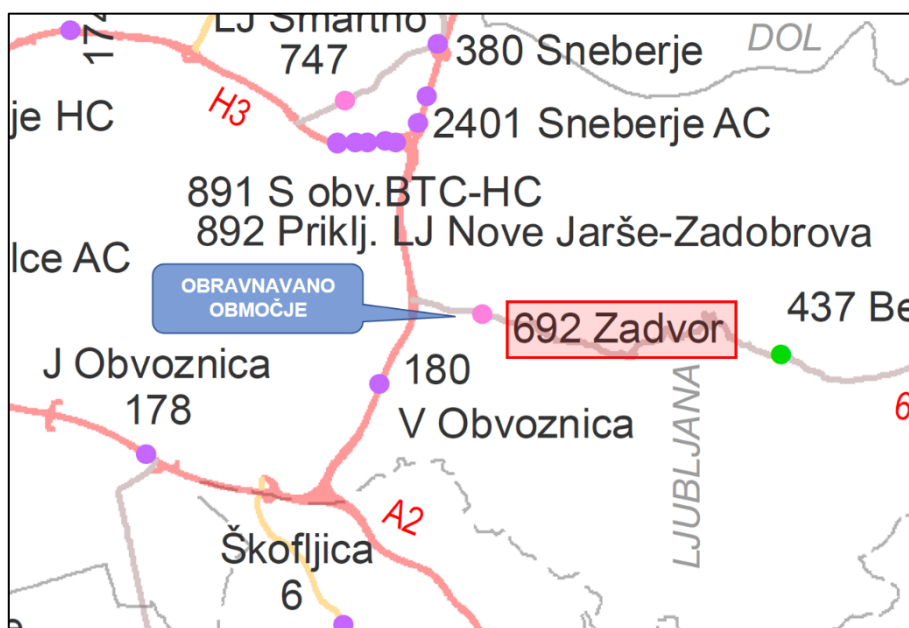 LJ Šmartno
747
174
H3
380 Sneberje
DOL
2401 Sneberje AC
je HC
891 S obv.BTC-HC
892 Priklj. LJ Nove Jarše-Zadobrova
lce AC
OBRAVNAVANO
OBMOČJE
692 Zadvor
437 Be
J Obvoznica
178
180
V Obvoznica
6
LJUBLJANA
A2
Škofljica
6